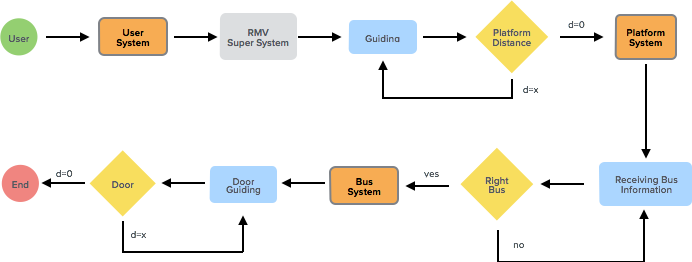 User
User
System
RMV
Super System
Guiding
Platform
Distance
d=0
Platform
System
d=x
End
d=0
Door
Door
Guiding
Bus
System
yes
Right
Bus
Receiving Bus
Information
d=x
no